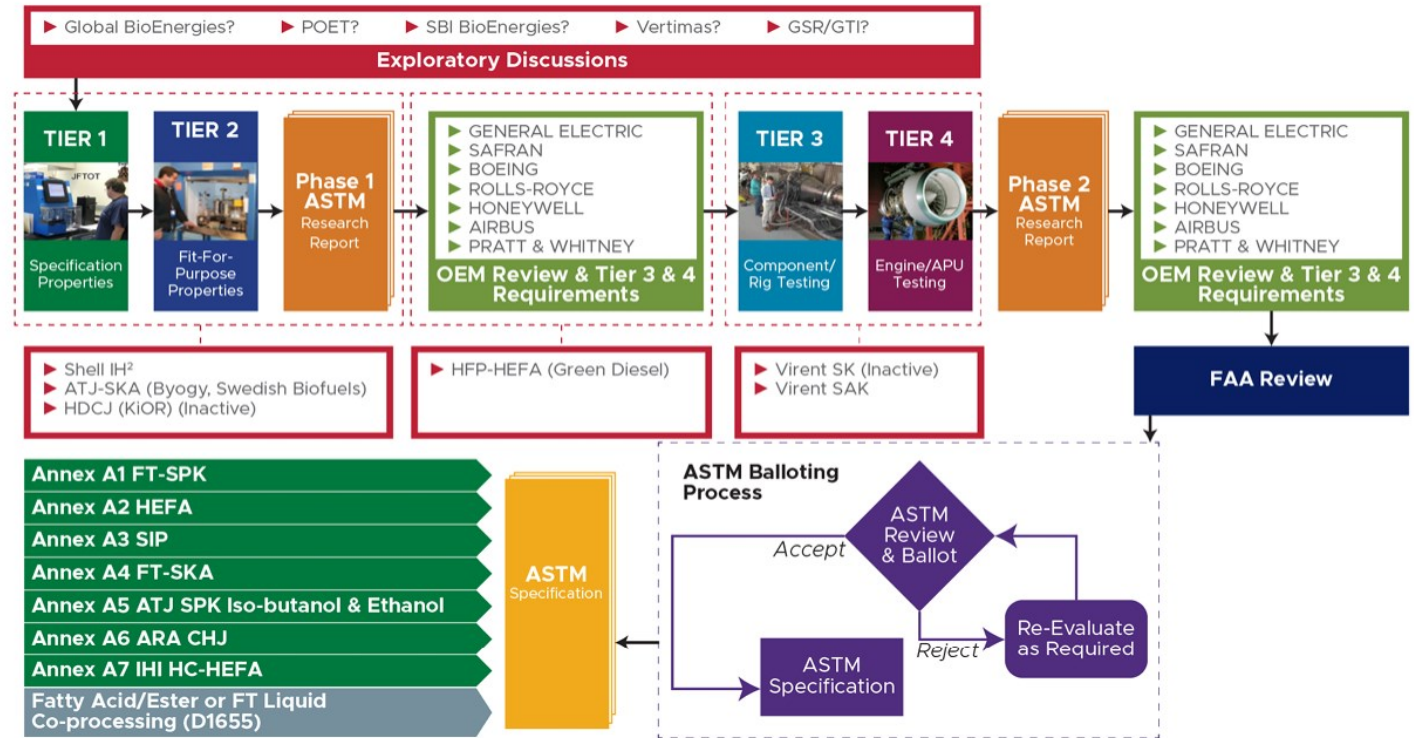 Global BioEnergies?
POET?
SBI BioEnergies?
Vertimas?
GSR/GTI?
Exploratory Discussions
TIER 1
JFTOT
Specification
Properties
TIER 2
Fit-For-
Purpose
Properties
Phase 1
ASTM
Research
Report
GENERAL ELECTRIC
SAFRAN
BOEING
ROLLS-ROYCE
HONEYWELL
AIRBUS
PRATT & WHITNEY
OEM Review & Tier 3 & 4
Requirements
TIER 3
Component/
Rig Testing
TIER 4
Engine/APU
Testing
Phase 2
ASTM
Research
Report
GENERAL ELECTRIC
SAFRAN
BOEING
ROLLS-ROYCE
HONEYWELL
AIRBUS
PRATT & WHITNEY
OEM Review & Tier 3 & 4
Requirements
Shell IH²
ATJ-SKA (Byogy, Swedish Biofuels)
HDCJ (KiOR) (Inactive)
HFP-HEFA (Green Diesel)
Virent SK (Inactive)
Virent SAK
FAA Review
ASTM Balloting
Process
ASTM
Review
& Ballot
Accept
Reject
Re-Evaluate
as Required
ASTM
Specification
ASTM
Specification
Annex A1 FT-SPK
Annex A2 HEFA
Annex A3 SIP
Annex A4 FT-SKA
Annex A5 ATJ SPK Iso-butanol & Ethanol
Annex A6 ARA CHJ
Annex A7 IHI HC-HEFA
Fatty Acid/Ester or FT Liquid
Co-processing (D1655)